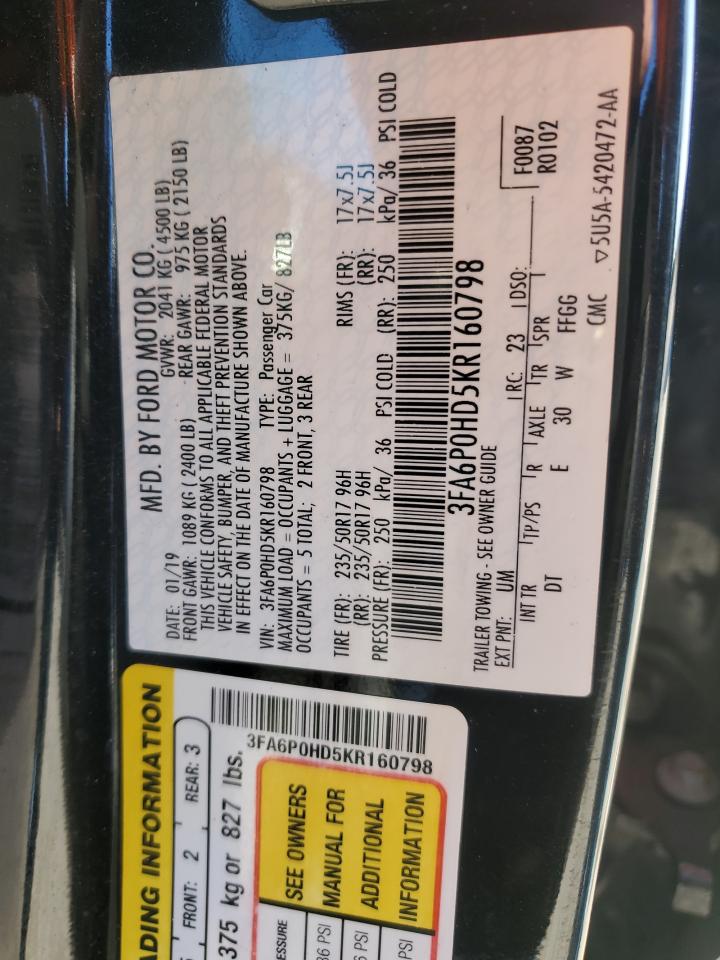 MFD. BY FORD MOTOR CO.
DATE: 01/19 GVWR: 2041 KG ( 4500 LB)
FRONT GAWR: 1089 KG ( 2400 LB) REAR GAWR: 975 KG ( 2150 LB)
THIS VEHICLE CONFORMS TO ALL APPLICABLE FEDERAL MOTOR
VEHICLE SAFETY, BUMPER, AND THEFT PREVENTION STANDARDS
IN EFFECT ON THE DATE OF MANUFACTURE SHOWN ABOVE.
VIN: 3FA6P0HD5KR160798 TYPE: Passenger Car
MAXIMUM LOAD = OCCUPANTS + LUGGAGE = 375KG/ 827LB
OCCUPANTS = 5 TOTAL; 2 FRONT, 3 REAR
TIRE (FR): 235/50R17 96H RIMS (FR): 17x7.5J
(RR): 235/50R17 96H (RR): 17x7.5J
PRESSURE (FR): 250 kPa/ 36 PSI COLD (RR): 250 kPa/ 36 PSI COLD
3FA6P0HD5KR160798
TRAILER TOWING - SEE OWNER GUIDE
EXT PNT: UM RC: 23 DSO: F0087
R0102
INT TR TP/PS R AXLE TR SPR
DT E 30 W FFGG
CMC ▽5U5A-5420472-AA
ADING INFORMATION
FRONT: 2 REAR: 3
375 kg or 827 lbs.
3FA6P0HD5KR160798
ESSURE
PSI
PSI
PSI
SEE OWNERS
MANUAL FOR
ADDITIONAL
INFORMATION